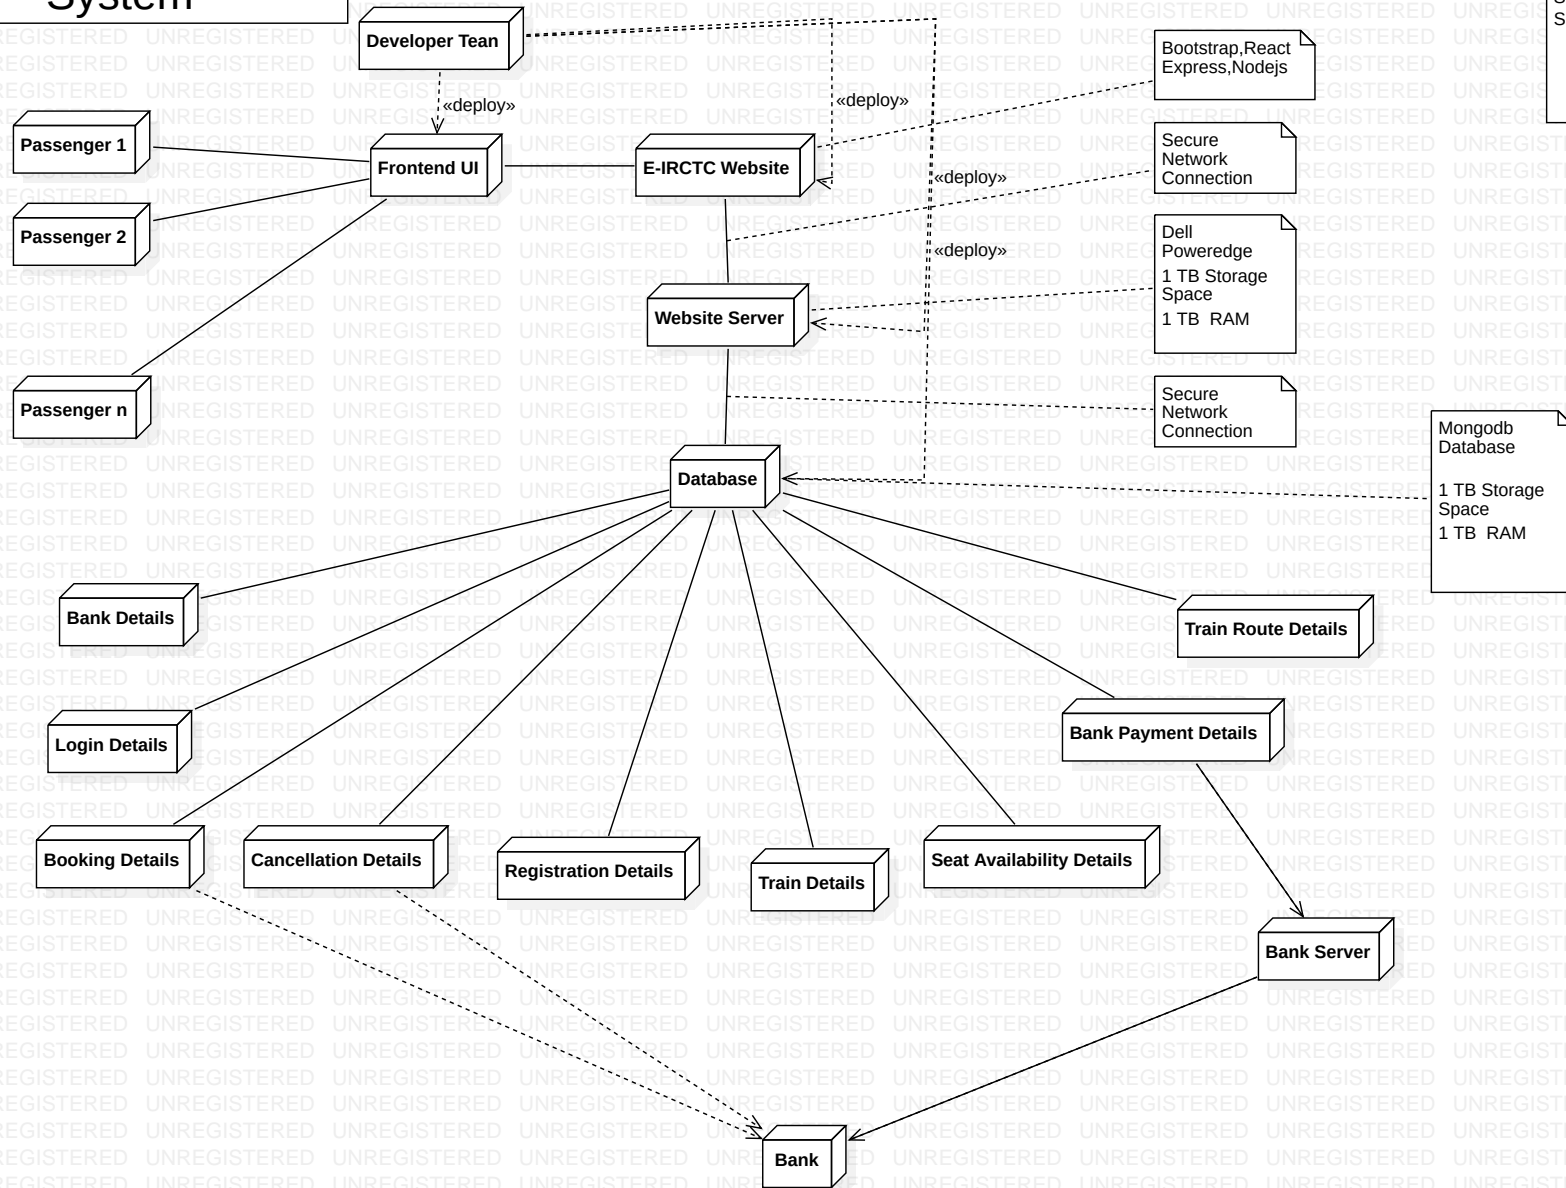 System
Developer Tean
«deploy»
Bootstrap,React
Express,Nodejs
S
«deploy»
Passenger 1
Frontend UI
E-IRCTC Website
Secure
Network
Connection
«deploy»
Passenger 2
Dell
Poweredge
1 TB Storage
Space
1 TB  RAM
«deploy»
Website Server
Passenger n
Secure
Network
Connection
Mongodb
Database
1 TB Storage
Space
1 TB  RAM
Database
Bank Details
Train Route Details
Login Details
Bank Payment Details
Booking Details
Cancellation Details
Registration Details
Train Details
Seat Availability Details
Bank Server
Bank
UNREGISTERED